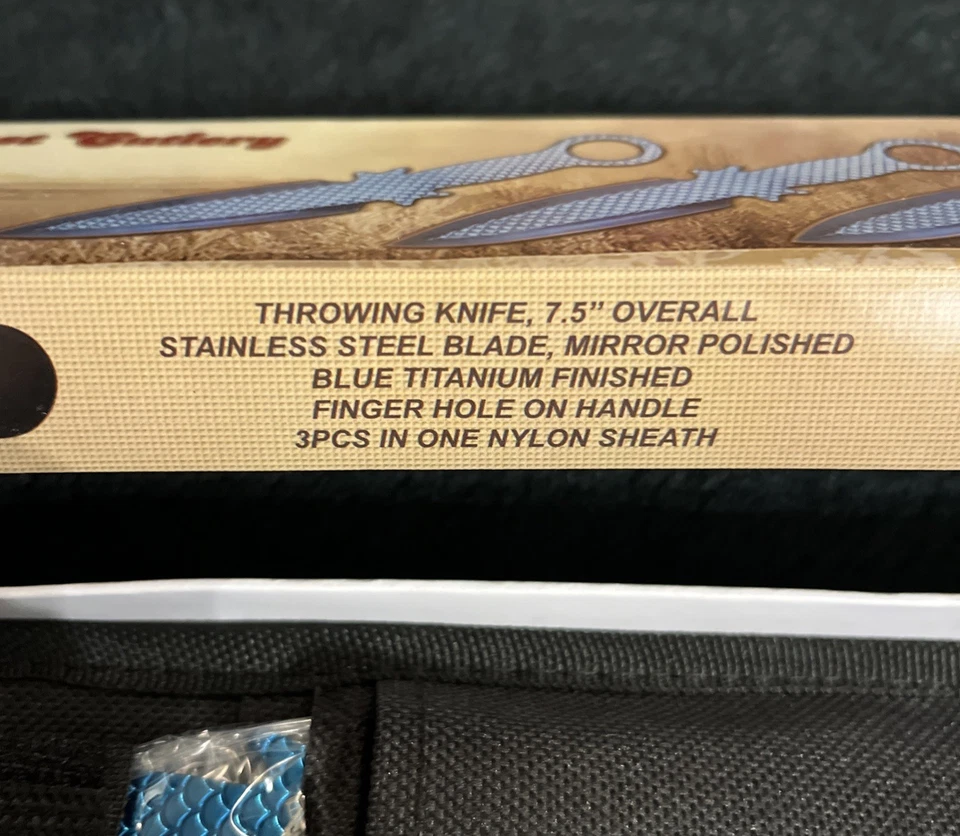 Cutlery
THROWING KNIFE, 7.5” OVERALL
STAINLESS STEEL BLADE, MIRROR POLISHED
BLUE TITANIUM FINISHED
FINGER HOLE ON HANDLE
3PCS IN ONE NYLON SHEATH